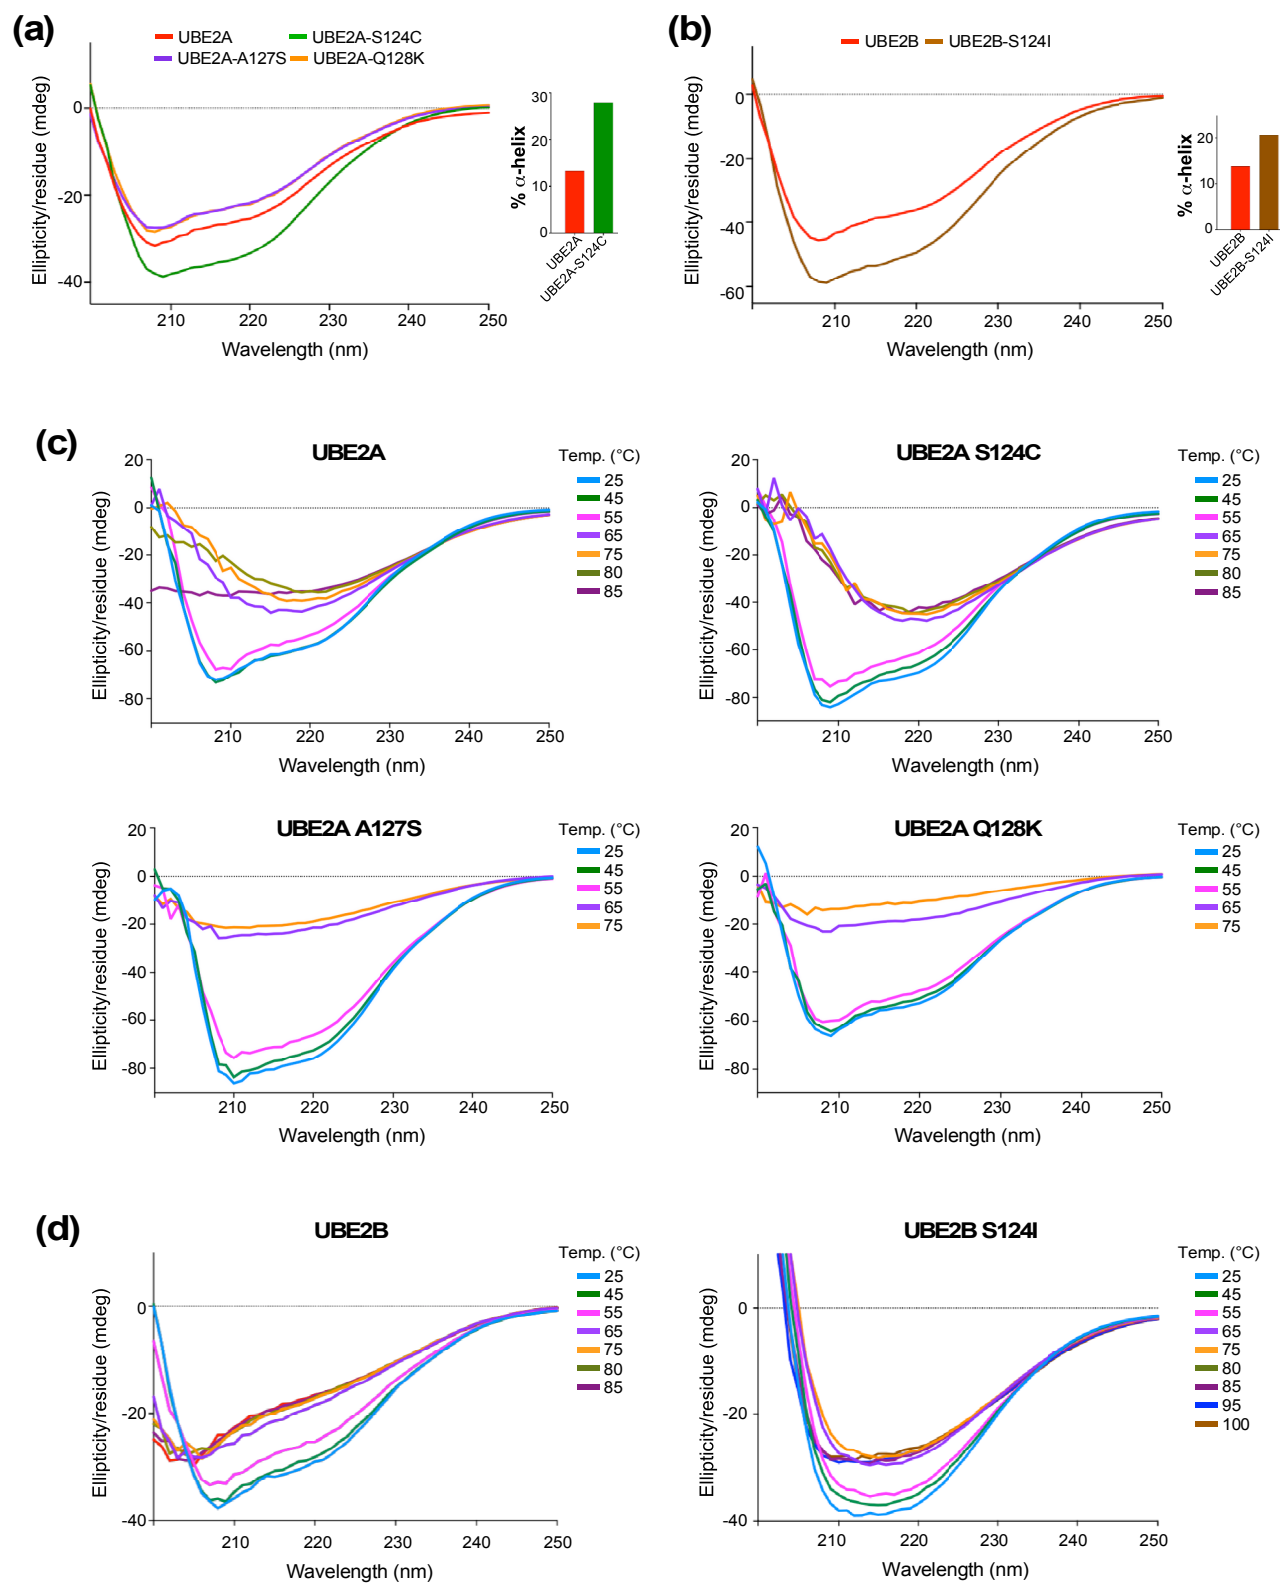 (a)
UBE2A
UBE2A-S124C
UBE2A-A127S
UBE2A-Q128K
Ellipticity/residue (mdeg)
0
-20
-40
210
220
230
240
250
Wavelength (nm)
% α-helix
30
20
10
0
UBE2A
UBE2A-S124C
(b)
UBE2B
UBE2B-S124I
Ellipticity/residue (mdeg)
0
-20
-40
-60
210
220
230
240
250
Wavelength (nm)
% α-helix
20
10
0
UBE2B
UBE2B-S124I
(c)
UBE2A
Ellipticity/residue (mdeg)
20
0
-20
-40
-60
-80
210
220
230
240
250
Wavelength (nm)
Temp. (°C)
25
45
55
65
75
80
85
UBE2A S124C
Ellipticity/residue (mdeg)
20
0
-20
-40
-60
-80
210
220
230
240
250
Wavelength (nm)
Temp. (°C)
25
45
55
65
75
80
85
UBE2A A127S
Ellipticity/residue (mdeg)
20
0
-20
-40
-60
-80
210
220
230
240
250
Wavelength (nm)
Temp. (°C)
25
45
55
65
75
UBE2A Q128K
Ellipticity/residue (mdeg)
20
0
-20
-40
-60
-80
210
220
230
240
250
Wavelength (nm)
Temp. (°C)
25
45
55
65
75
(d)
UBE2B
Ellipticity/residue (mdeg)
0
-20
-40
210
220
230
240
250
Wavelength (nm)
Temp. (°C)
25
45
55
65
75
80
85
UBE2B S124I
Ellipticity/residue (mdeg)
0
-20
-40
210
220
230
240
250
Wavelength (nm)
Temp. (°C)
25
45
55
65
75
80
85
95
100